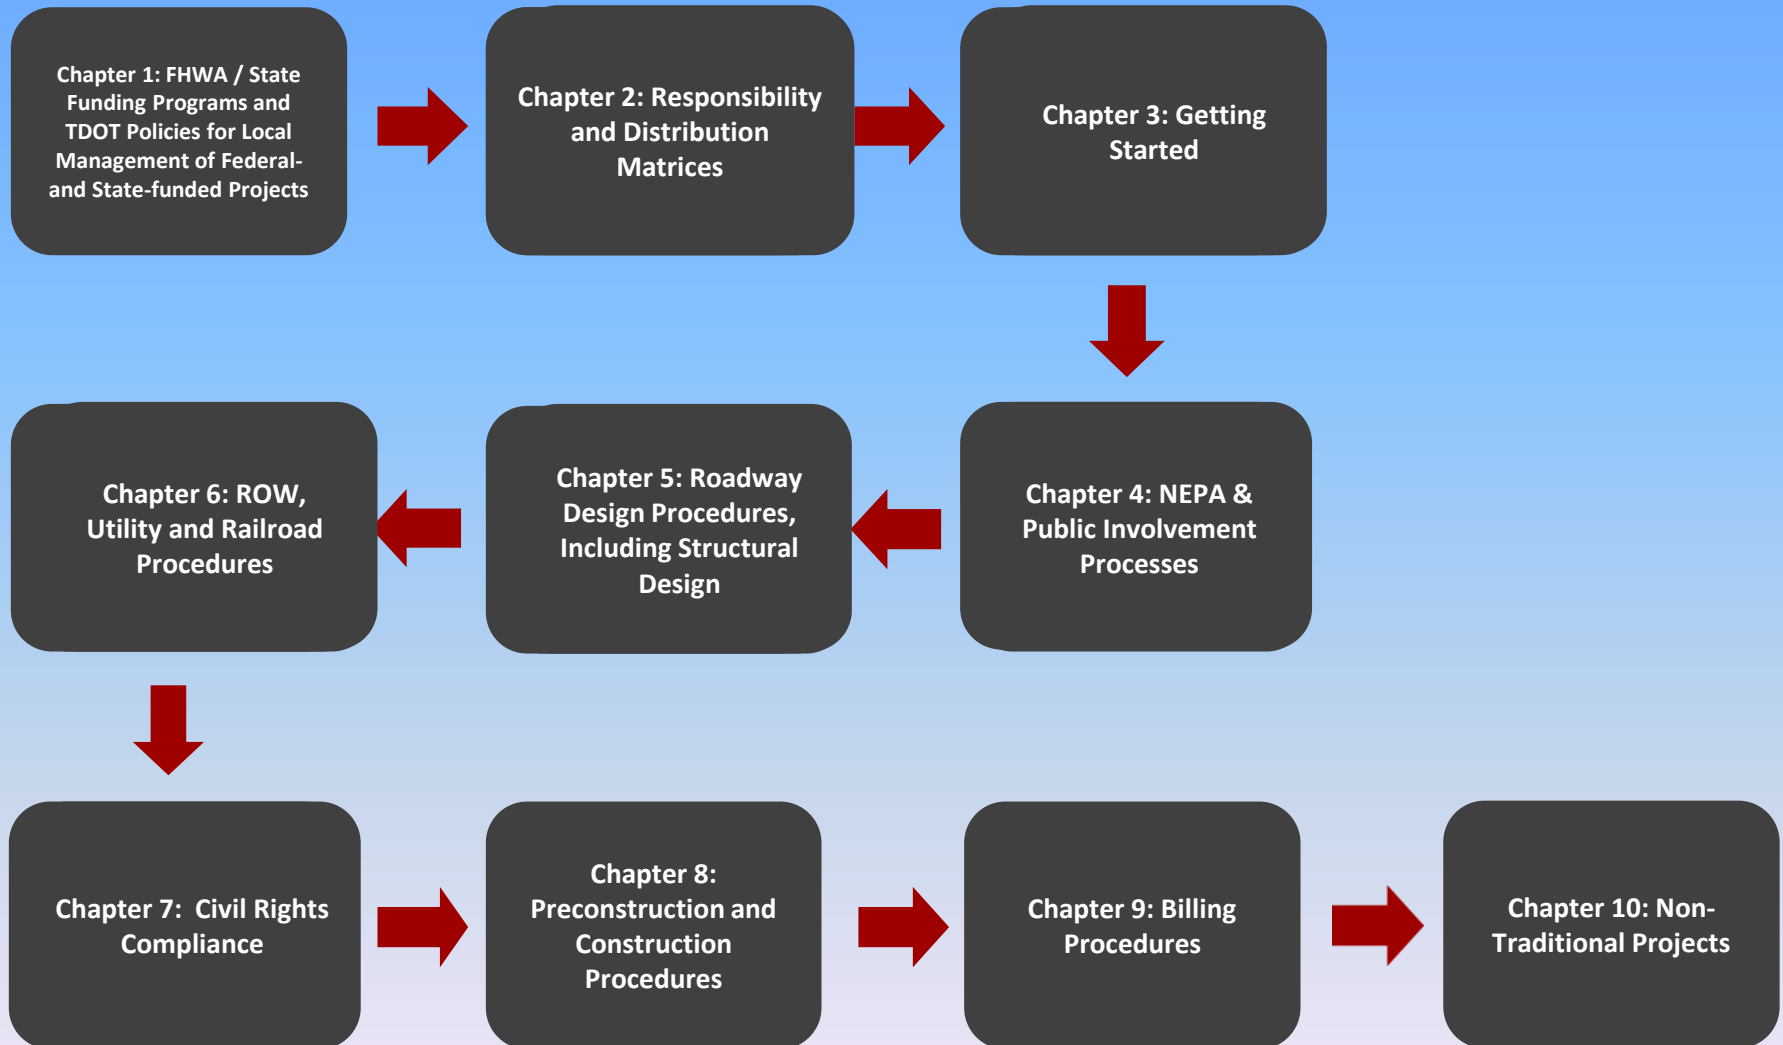 Chapter 1: FHWA / State
Funding Programs and
TDOT Policies for Local
Management of Federal-
and State-funded Projects
Chapter 2: Responsibility
and Distribution
Matrices
Chapter 3: Getting
Started
Chapter 4: NEPA &
Public Involvement
Processes
Chapter 5: Roadway
Design Procedures,
Including Structural
Design
Chapter 6: ROW,
Utility and Railroad
Procedures
Chapter 7:  Civil Rights
Compliance
Chapter 8:
Preconstruction and
Construction
Procedures
Chapter 9: Billing
Procedures
Chapter 10: Non-
Traditional Projects